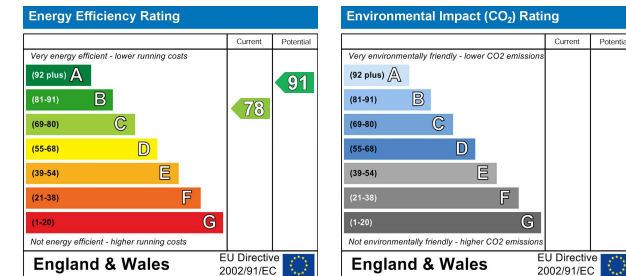 Energy Efficiency Rating
Current Potential
Very energy efficient - lower running costs
(92 plus) A
(81-91) B
(69-80) C
(55-68) D
(39-54) E
(21-38) F
(1-20) G
78
91
Not energy efficient - higher running costs
England & Wales
EU Directive
2002/91/EC
Environmental Impact (CO₂) Rating
Current Potential
Very environmentally friendly - lower CO2 emissions
(92 plus) A
(81-91) B
(69-80) C
(55-68) D
(39-54) E
(21-38) F
(1-20) G
Not environmentally friendly - higher CO2 emissions
England & Wales
EU Directive
2002/91/EC